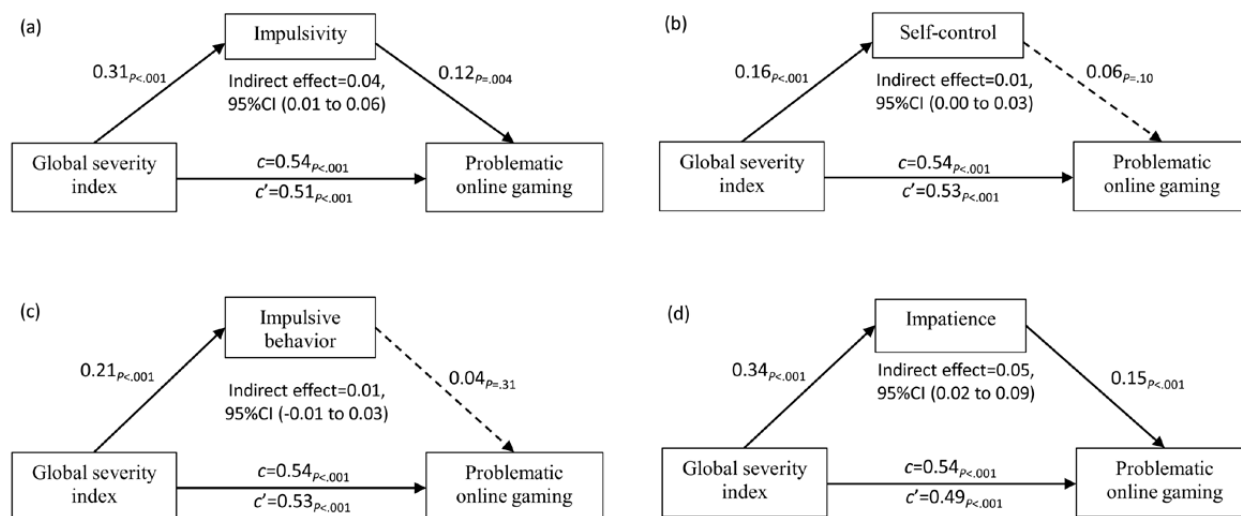 (a)
Impulsivity
0.31P<.001
Indirect effect=0.04,
95%CI (0.01 to 0.06)
0.12P=.004
Global severity
index
c=0.54P<.001
c'=0.51P<.001
Problematic
online gaming
(b)
Self-control
0.16P<.001
Indirect effect=0.01,
95%CI (0.00 to 0.03)
0.06P=.10
Global severity
index
c=0.54P<.001
c'=0.53P<.001
Problematic
online gaming
(c)
Impulsive
behavior
0.21P<.001
Indirect effect=0.01,
95%CI (-0.01 to 0.03)
0.04P=.31
Global severity
index
c=0.54P<.001
c'=0.53P<.001
Problematic
online gaming
(d)
Impatience
0.34P<.001
Indirect effect=0.05,
95%CI (0.02 to 0.09)
0.15P<.001
Global severity
index
c=0.54P<.001
c'=0.49P<.001
Problematic
online gaming